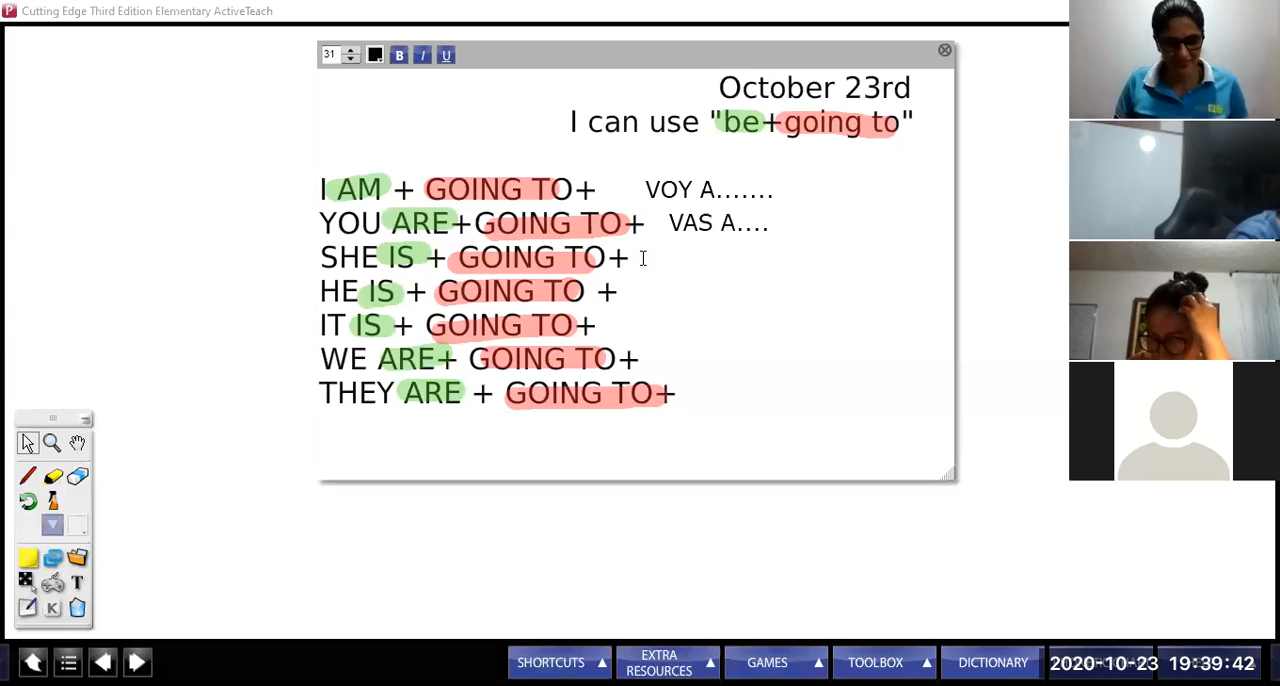 Cutting Edge Third Edition Elementary ActiveTeach
31 B I U
October 23rd
I can use "be+going to"
I AM + GOING TO+ VOY A.......
YOU ARE+GOING TO+ VAS A....
SHE IS + GOING TO+
HE IS + GOING TO +
IT IS + GOING TO+
WE ARE+ GOING TO+
THEY ARE + GOING TO+
T
K
SHORTCUTS
EXTRA
RESOURCES
GAMES
TOOLBOX
DICTIONARY
2020-10-23 19:39:42